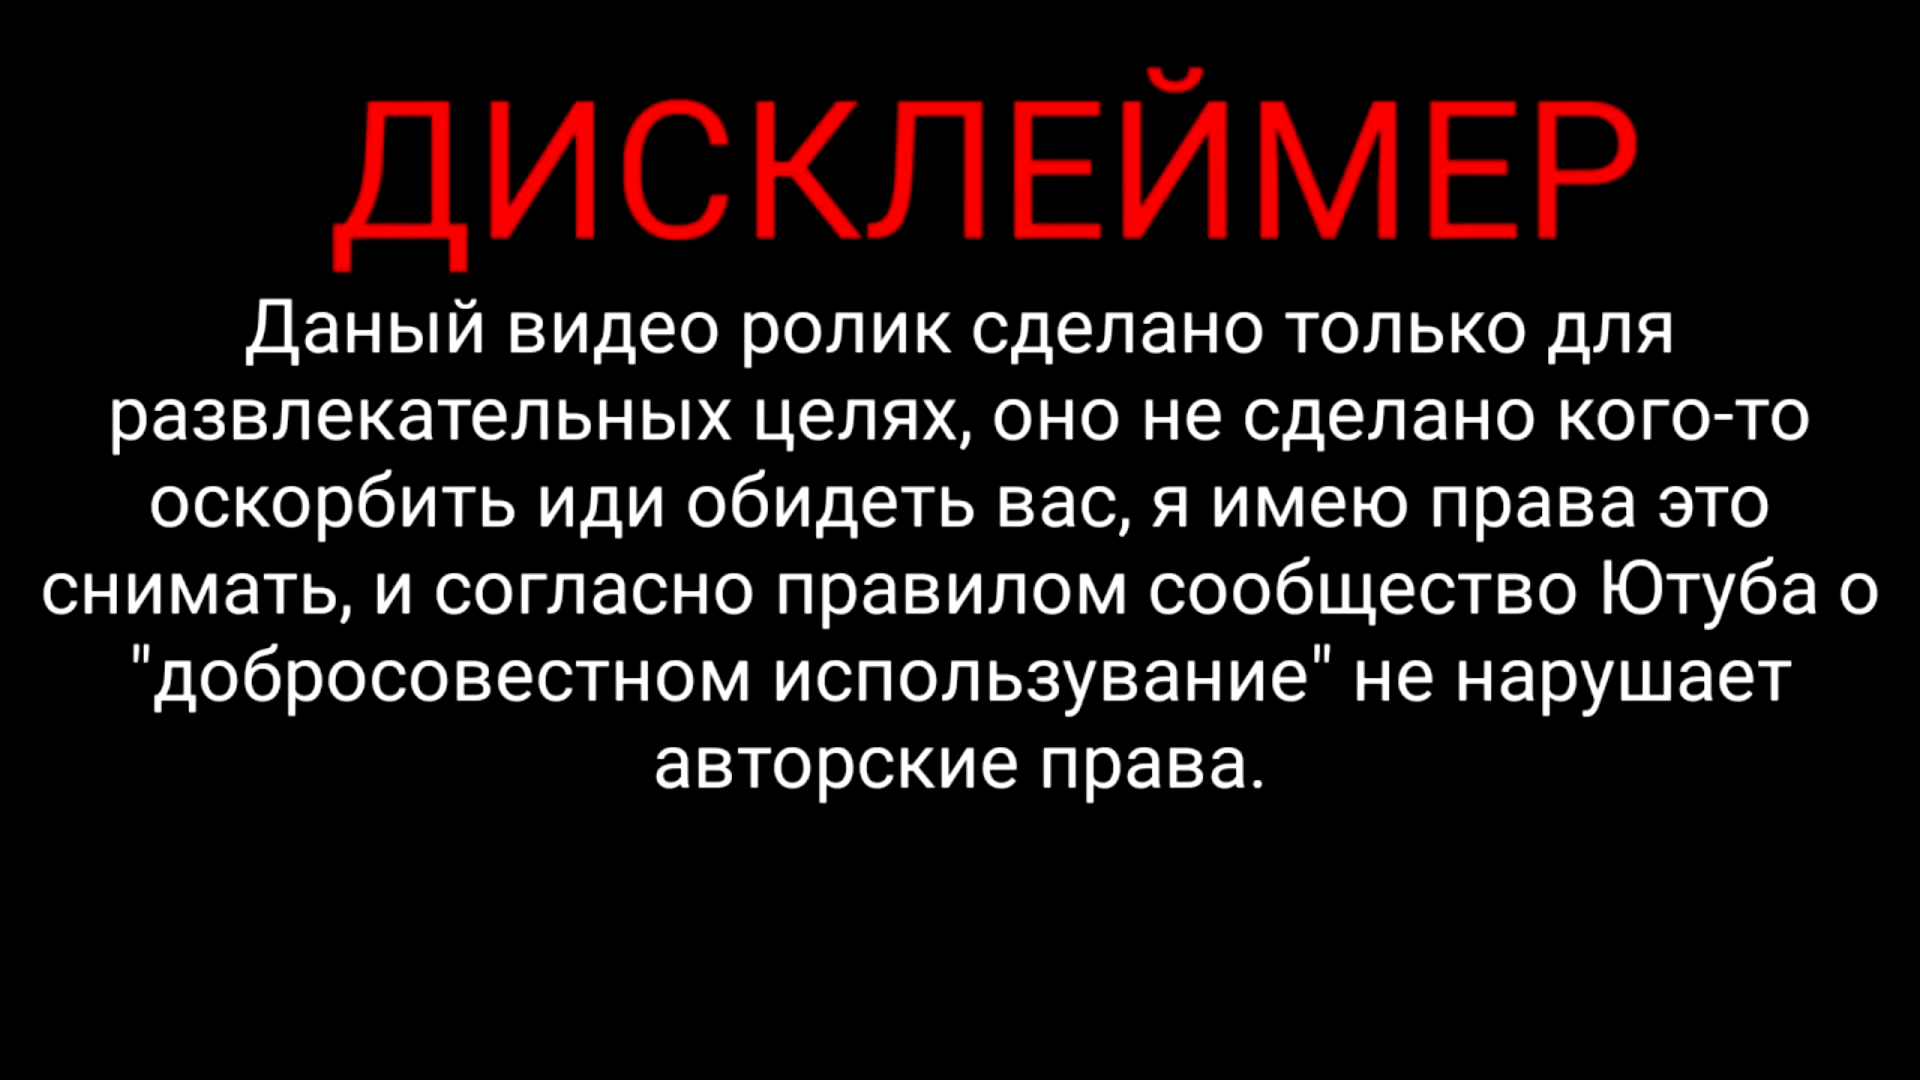 ДИСКЛЕЙМЕР
Даный видео ролик сделано только для
развлекательных целях, оно не сделано кого-то
оскорбить иди обидеть вас, я имею права это
снимать, и согласно правилом сообщество Ютуба о
"добросовестном использувание" не нарушает
авторские права.